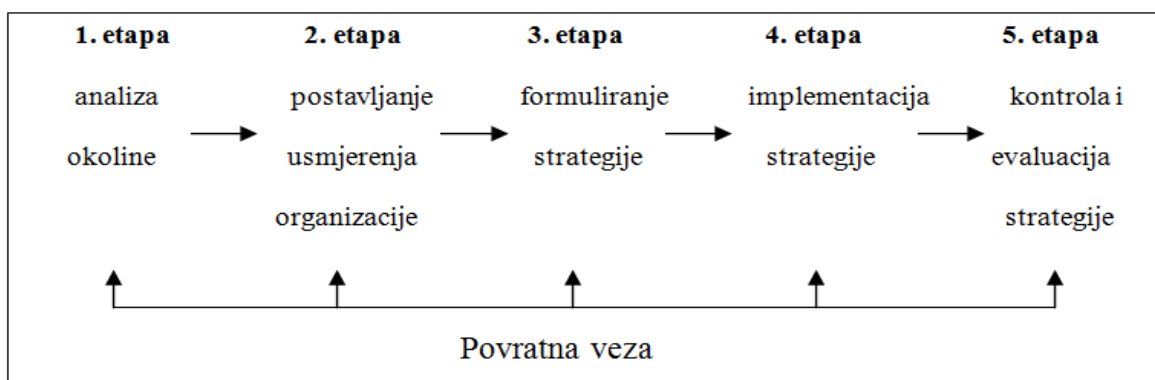 1. etapa 2. etapa 3. etapa 4. etapa 5. etapa
analiza postavljanje formuliranje implementacija kontrola i
okoline usmjerenja strategije strategije evaluacija
organizacije strategije
Povratna veza